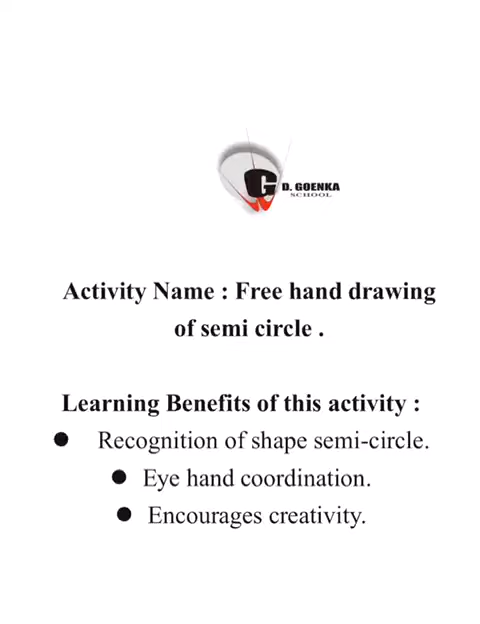 G D. GOENKA
SCHOOL
Activity Name : Free hand drawing
of semi circle .
Learning Benefits of this activity :
● Recognition of shape semi-circle.
● Eye hand coordination.
● Encourages creativity.